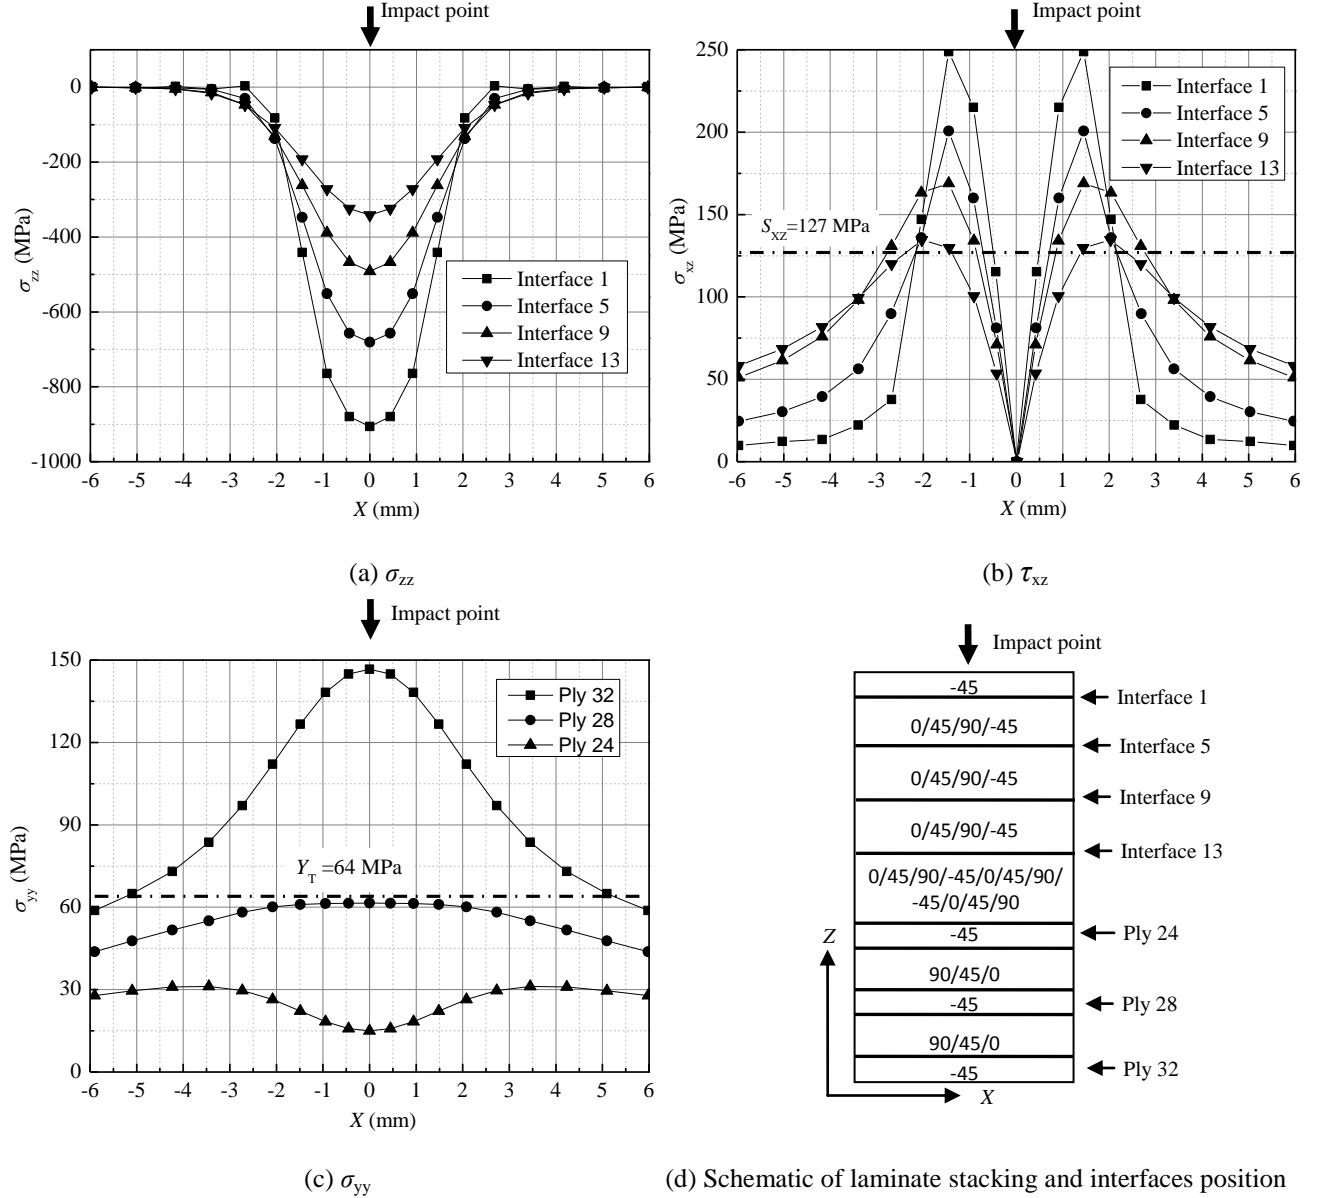 Impact point
0
-200
-400
-600
-800
-1000
σzz (MPa)
Interface 1
Interface 5
Interface 9
Interface 13
-6 -5 -4 -3 -2 -1 0 1 2 3 4 5 6
X (mm)
(a) σzz
Impact point
250
200
150
100
50
0
σxz (MPa)
Interface 1
Interface 5
Interface 9
Interface 13
SXZ=127 MPa
-6 -5 -4 -3 -2 -1 0 1 2 3 4 5 6
X (mm)
(b) τxz
Impact point
150
120
90
60
30
0
σyy (MPa)
Ply 32
Ply 28
Ply 24
YT =64 MPa
-6 -5 -4 -3 -2 -1 0 1 2 3 4 5 6
X (mm)
(c) σyy
Impact point
-45
Interface 1
0/45/90/-45
Interface 5
0/45/90/-45
Interface 9
0/45/90/-45
Interface 13
0/45/90/-45/0/45/90/
-45/0/45/90
-45
Ply 24
90/45/0
-45
Ply 28
90/45/0
-45
Ply 32
Z
X
(d) Schematic of laminate stacking and interfaces position